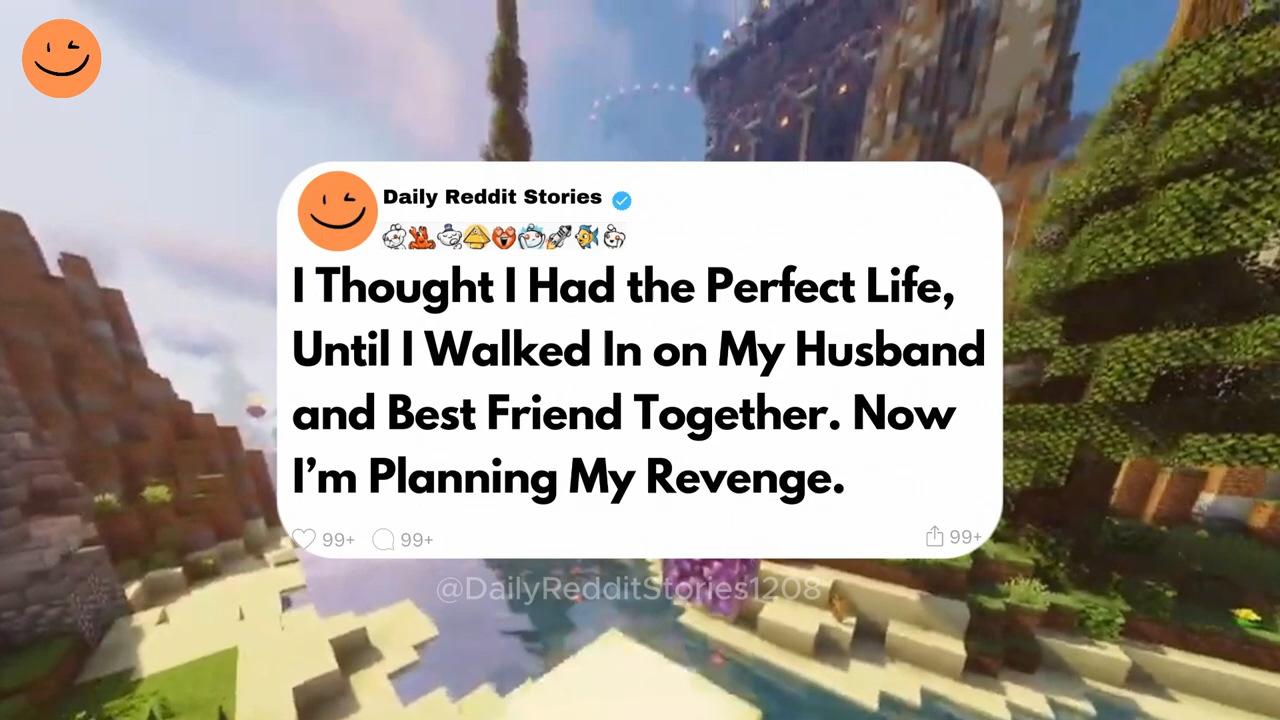 Daily Reddit Stories
I Thought I Had the Perfect Life,
Until I Walked In on My Husband
and Best Friend Together. Now
I’m Planning My Revenge.
99+ 99+ 99+
@DailyRedditStories1208